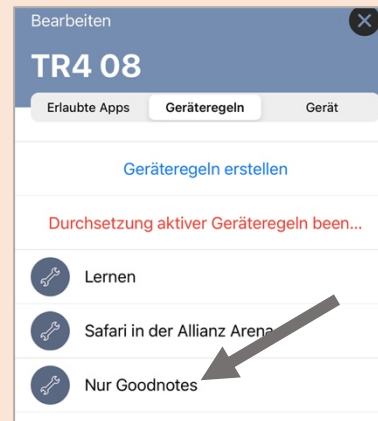 Bearbeiten
TR4 08
Erlaubte Apps Geräteregeln Gerät
Geräteregeln erstellen
Durchsetzung aktiver Geräteregeln been...
Lernen
Safari in der Allianz Arena
Nur Goodnotes